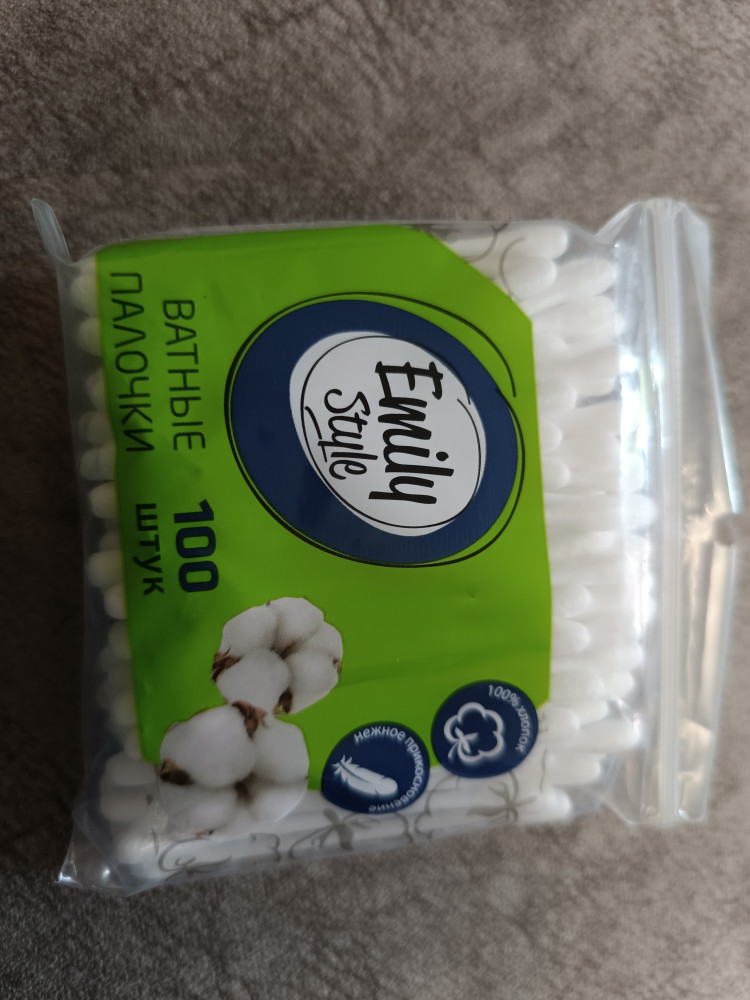 Emily
Style
ВАТНЫЕ
ПАЛОЧКИ
100
штук
100% хлопок
нежное прикосновение